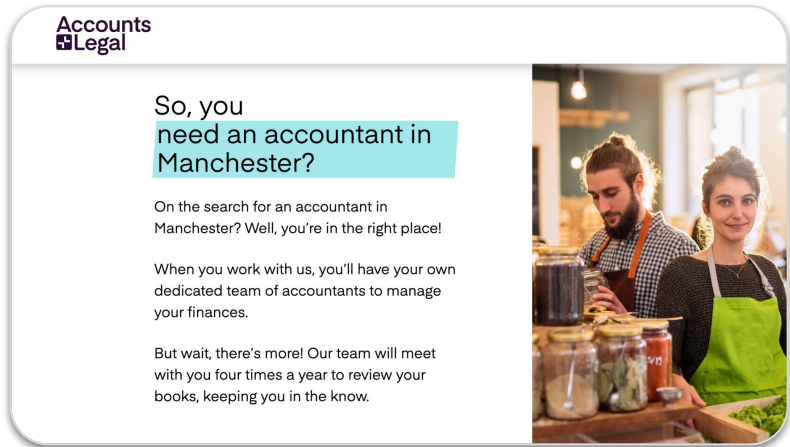 Accounts
+Legal
So, you
need an accountant in
Manchester?
On the search for an accountant in
Manchester? Well, you're in the right place!
When you work with us, you'll have your own
dedicated team of accountants to manage
your finances.
But wait, there's more! Our team will meet
with you four times a year to review your
books, keeping you in the know.